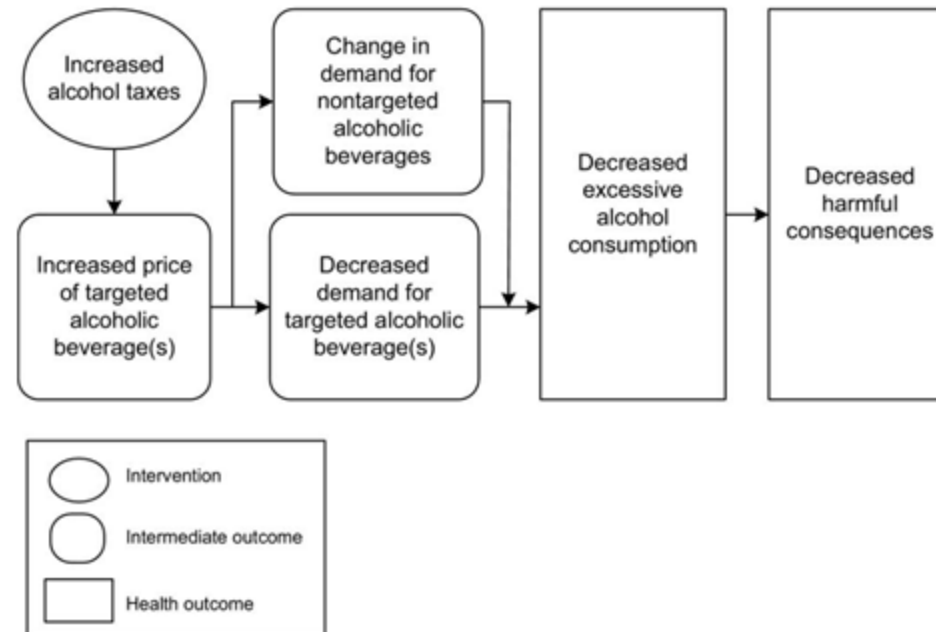 Increased
alcohol taxes
Change in
demand for
nontargeted
alcoholic
beverages
Increased price
of targeted
alcoholic
beverage(s)
Decreased
demand for
targeted alcoholic
beverage(s)
Decreased
excessive
alcohol
consumption
Decreased
harmful
consequences
Intervention
Intermediate outcome
Health outcome